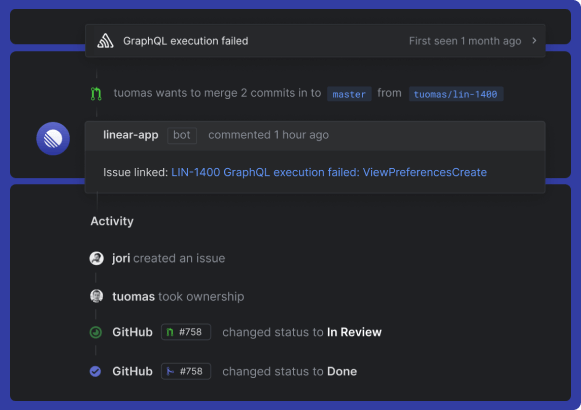 GraphQL execution failed First seen 1 month ago
tuomas wants to merge 2 commits in to master from tuomas/lin-1400
linear-app bot commented 1 hour ago
Issue linked: LIN-1400 GraphQL execution failed: ViewPreferencesCreate
Activity
jori created an issue
tuomas took ownership
GitHub #758 changed status to In Review
GitHub #758 changed status to Done